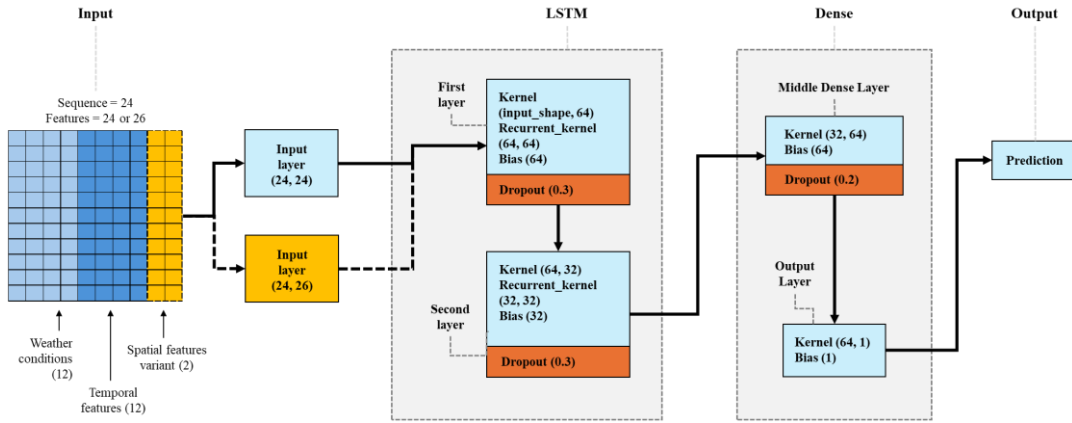 Input
LSTM
Dense
Output
Sequence = 24
Features = 24 or 26
Weather
conditions
(12)
Temporal
features (12)
Spatial features
variant (2)
Input
layer
(24, 24)
Input
layer
(24, 26)
First
layer
Kernel
(input_shape, 64)
Recurrent_kernel
(64, 64)
Bias (64)
Dropout (0.3)
Second
layer
Kernel (64, 32)
Recurrent_kernel
(32, 32)
Bias (32)
Dropout (0.3)
Middle Dense Layer
Kernel (32, 64)
Bias (64)
Dropout (0.2)
Output
Layer
Kernel (64, 1)
Bias (1)
Prediction